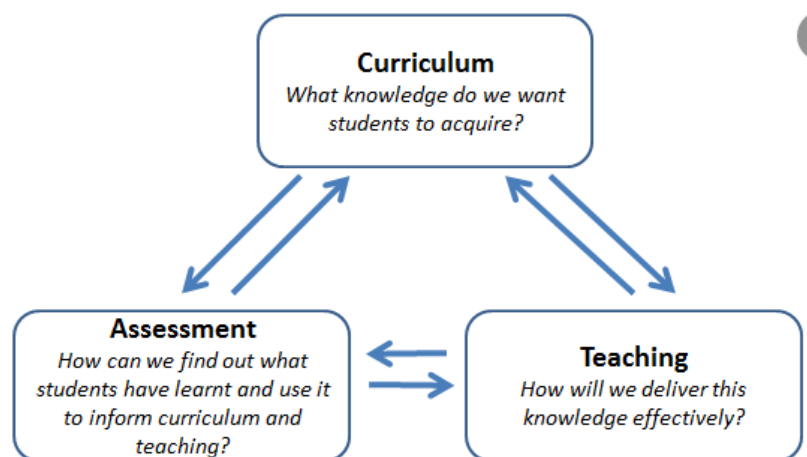 Curriculum
What knowledge do we want
students to acquire?
Assessment
How can we find out what
students have learnt and use it
to inform curriculum and
teaching?
Teaching
How will we deliver this
knowledge effectively?